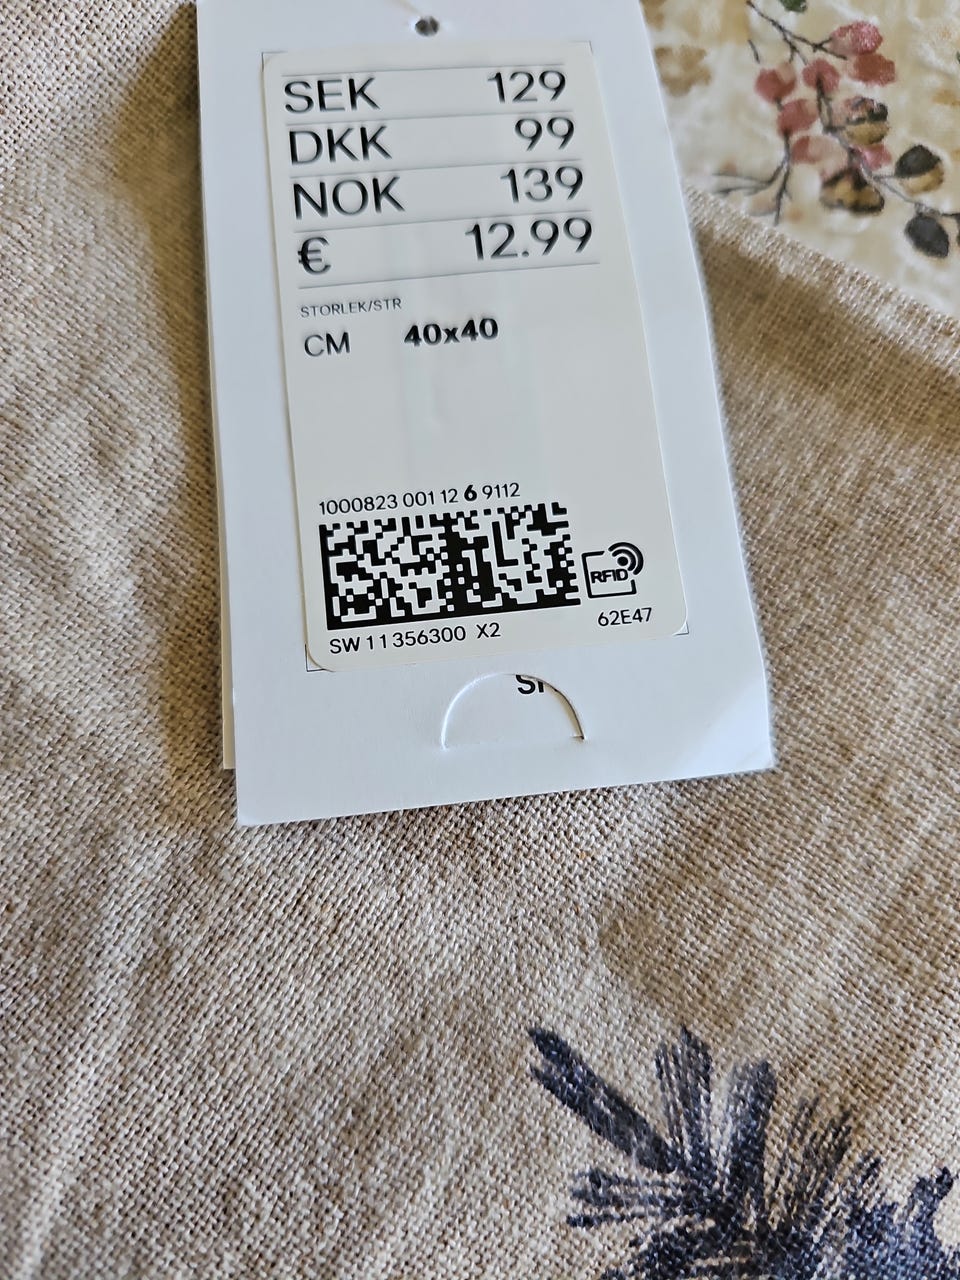 SEK 129
DKK 99
NOK 139
€ 12.99
STORLEK/STR
CM 40x40
1000823 001 12 6 9112
RFID
62E47
SW 11356300 X2